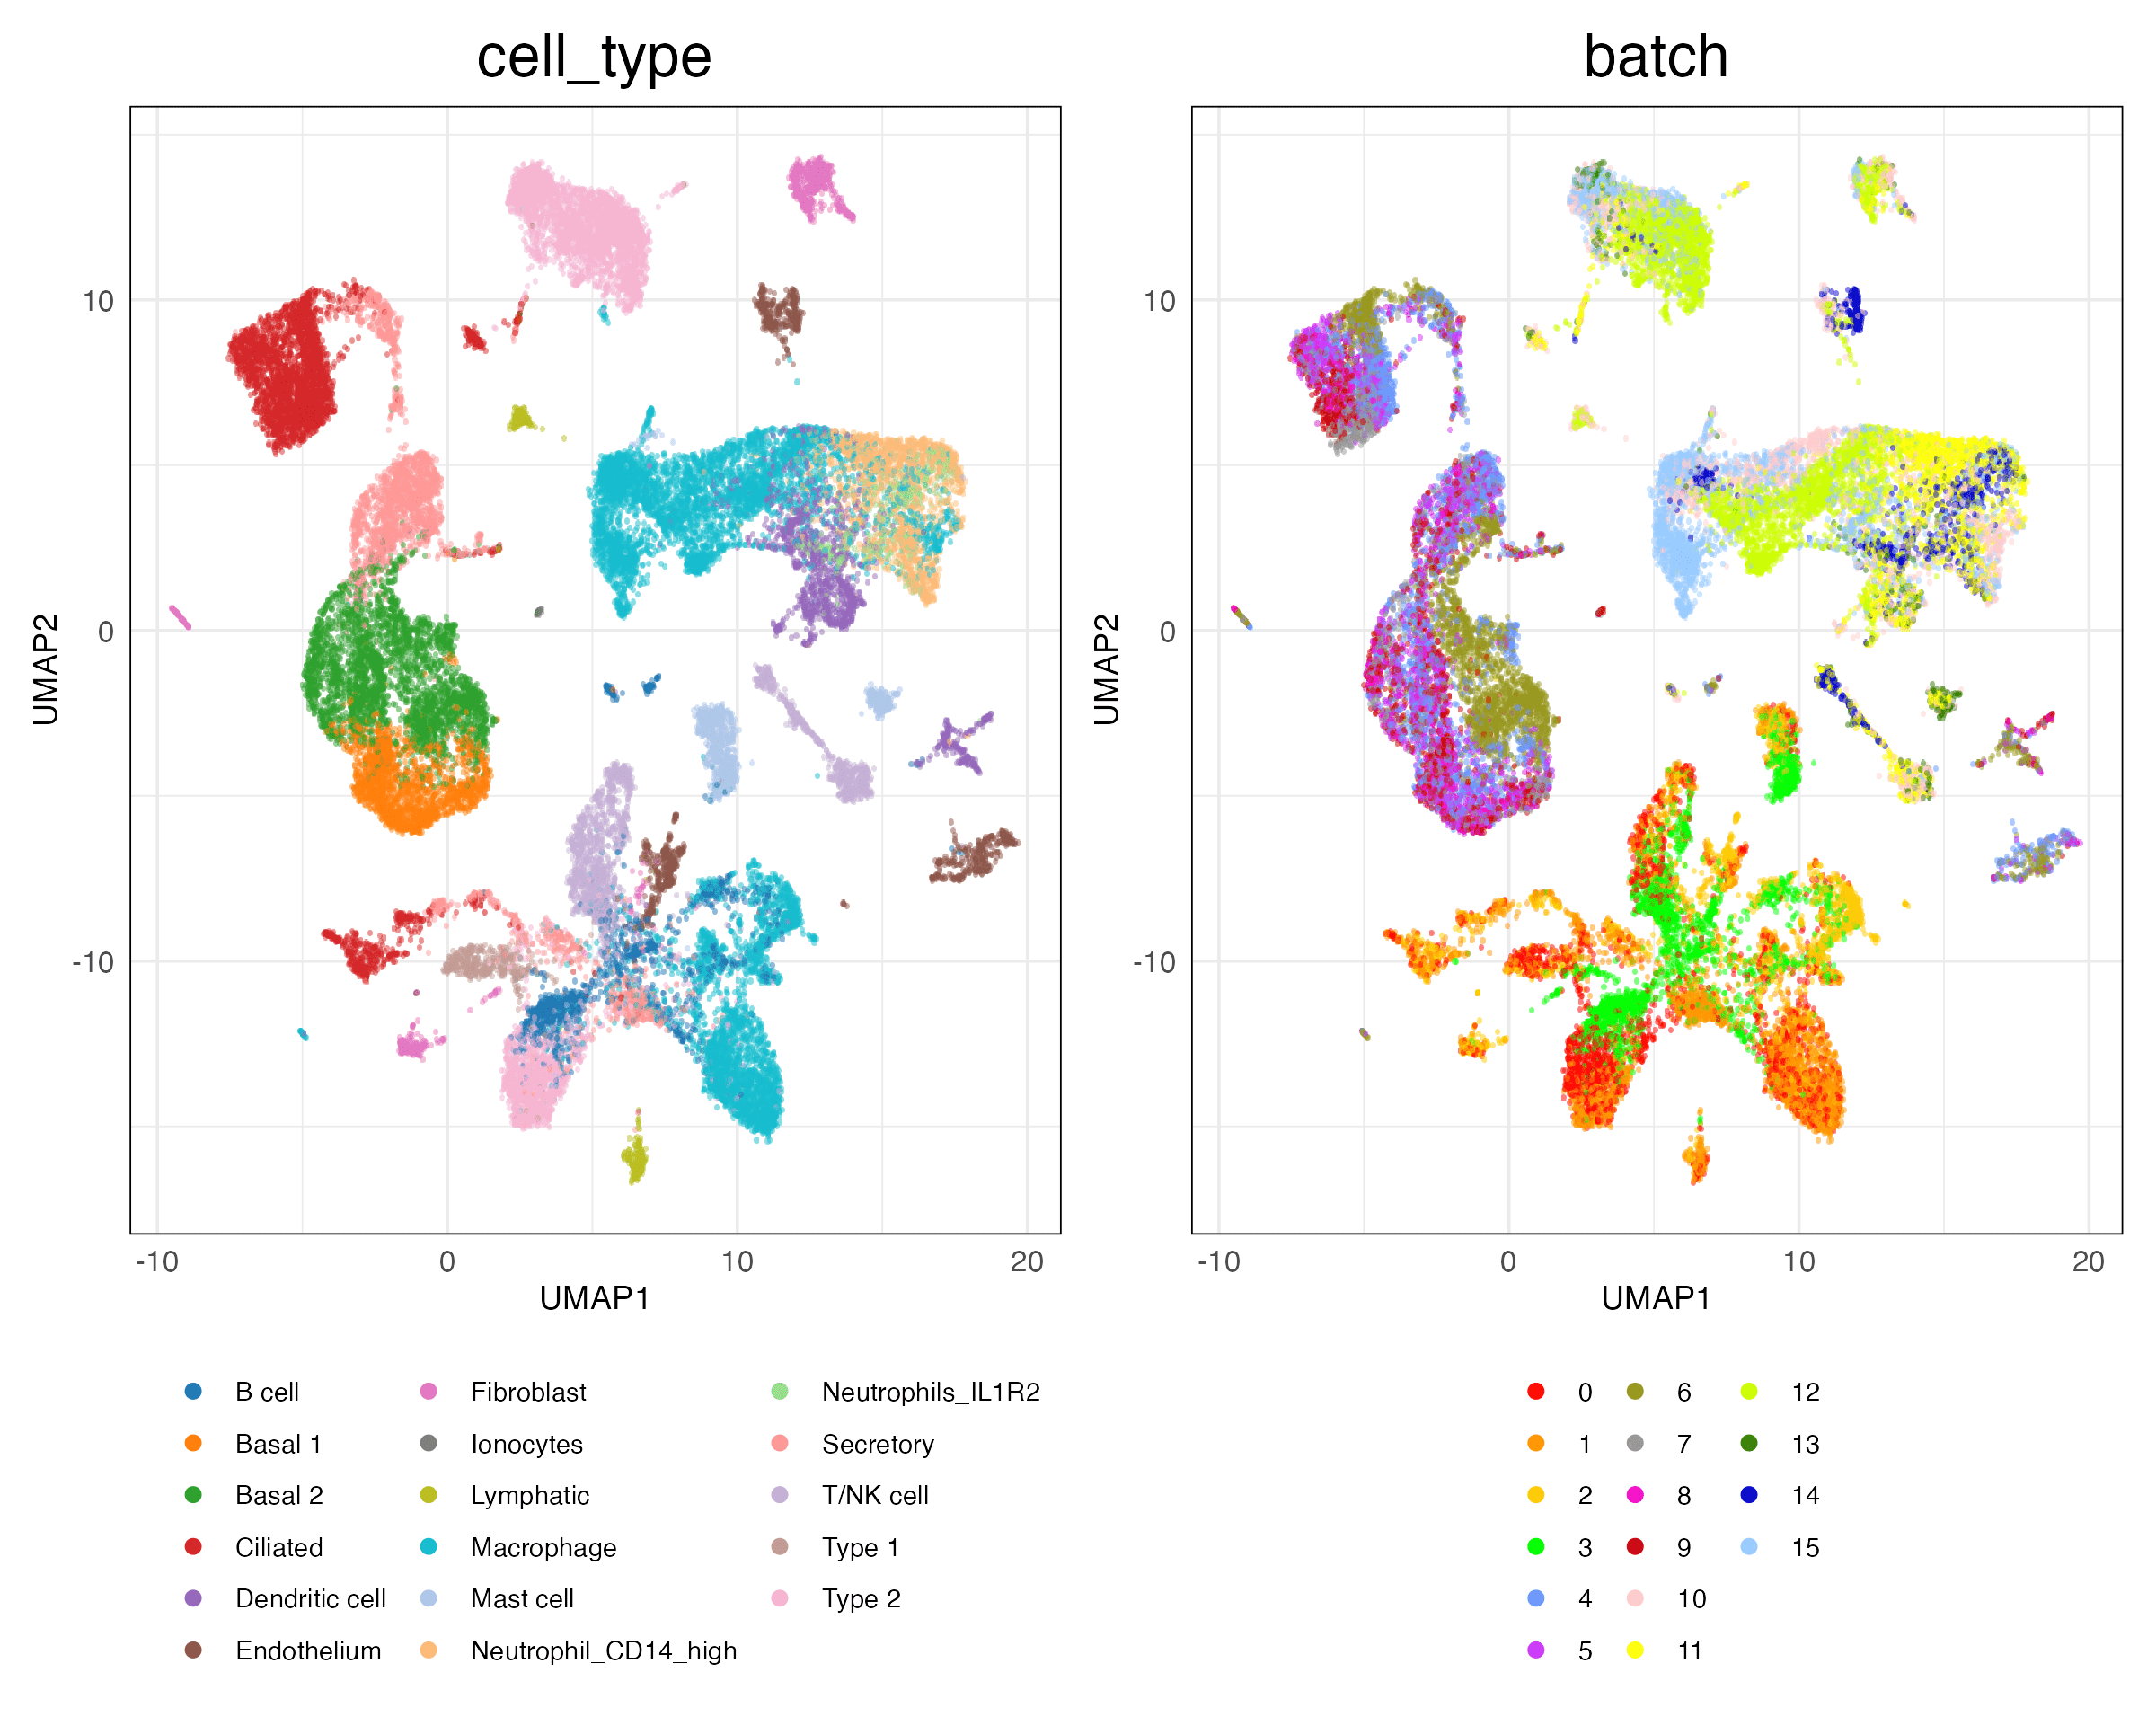 cell_type
batch
10
0
-10
UMAP2
-10
0
10
20
UMAP1
10
0
-10
UMAP2
-10
0
10
20
UMAP1
B cell
Basal 1
Basal 2
Ciliated
Dendritic cell
Endothelium
Fibroblast
Ionocytes
Lymphatic
Macrophage
Mast cell
Neutrophil_CD14_high
Neutrophils_IL1R2
Secretory
T/NK cell
Type 1
Type 2
0
1
2
3
4
5
6
7
8
9
10
11
12
13
14
15